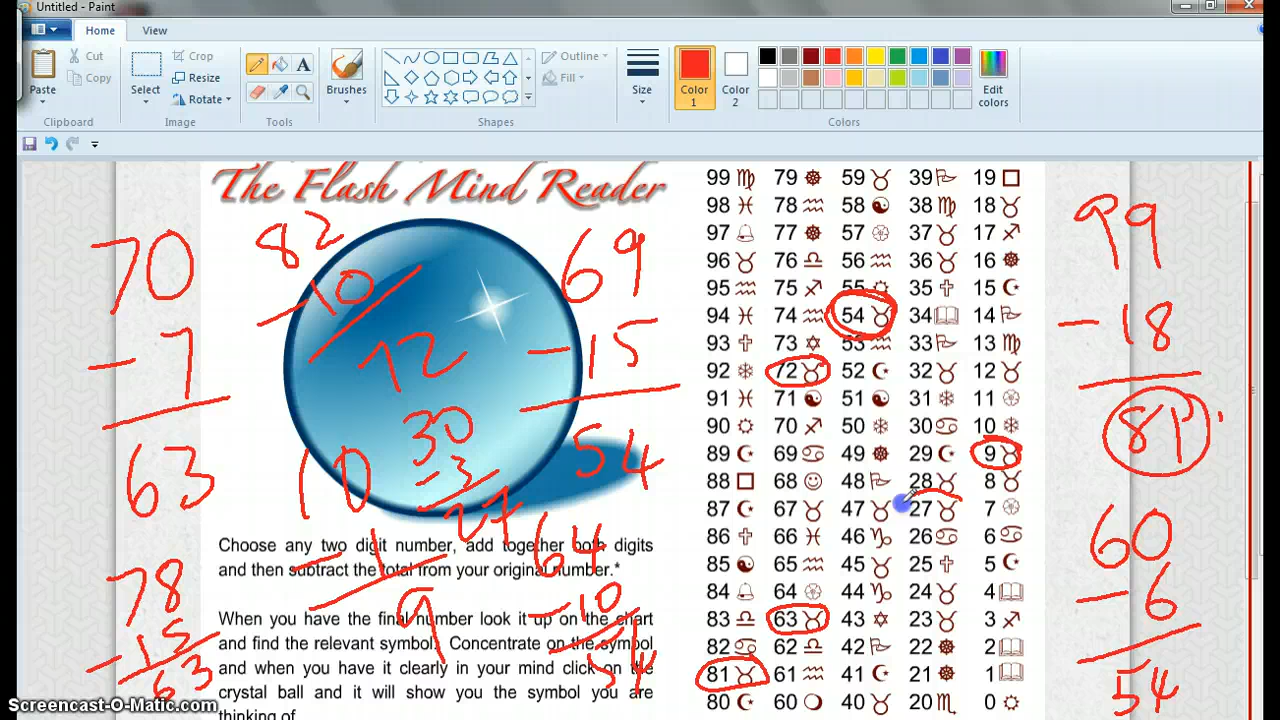 Untitled - Paint
Home View
Paste
Cut
Copy
Clipboard
Select
Crop
Resize
Rotate
Image
A
Tools
Brushes
Shapes
Outline
Fill
Size
Color 1
Color 2
Edit colors
Colors
The Flash Mind Reader
70
- 7
63
78
- 15
63
82
- 10
72
30
- 3
27
10
- 1
9
69
- 15
54
64
- 10
54
Choose any two digit number, add together both digits
and then subtract the total from your original number.*
When you have the final number look it up on the chart
and find the relevant symbol. Concentrate on the symbol
and when you have it clearly in your mind click on the
crystal ball and it will show you the symbol you are
thinking of
99 79 59 39 19
98 78 58 38 18
97 77 57 37 17
96 76 56 36 16
95 75 55 35 15
94 74 54 34 14
93 73 53 33 13
92 72 52 32 12
91 71 51 31 11
90 70 50 30 10
89 69 49 29 9
88 68 48 28 8
87 67 47 27 7
86 66 46 26 6
85 65 45 25 5
84 64 44 24 4
83 63 43 23 3
82 62 42 22 2
81 61 41 21 1
80 60 40 20 0
99
- 18
81
60
- 6
54
Screencast-O-Matic.com